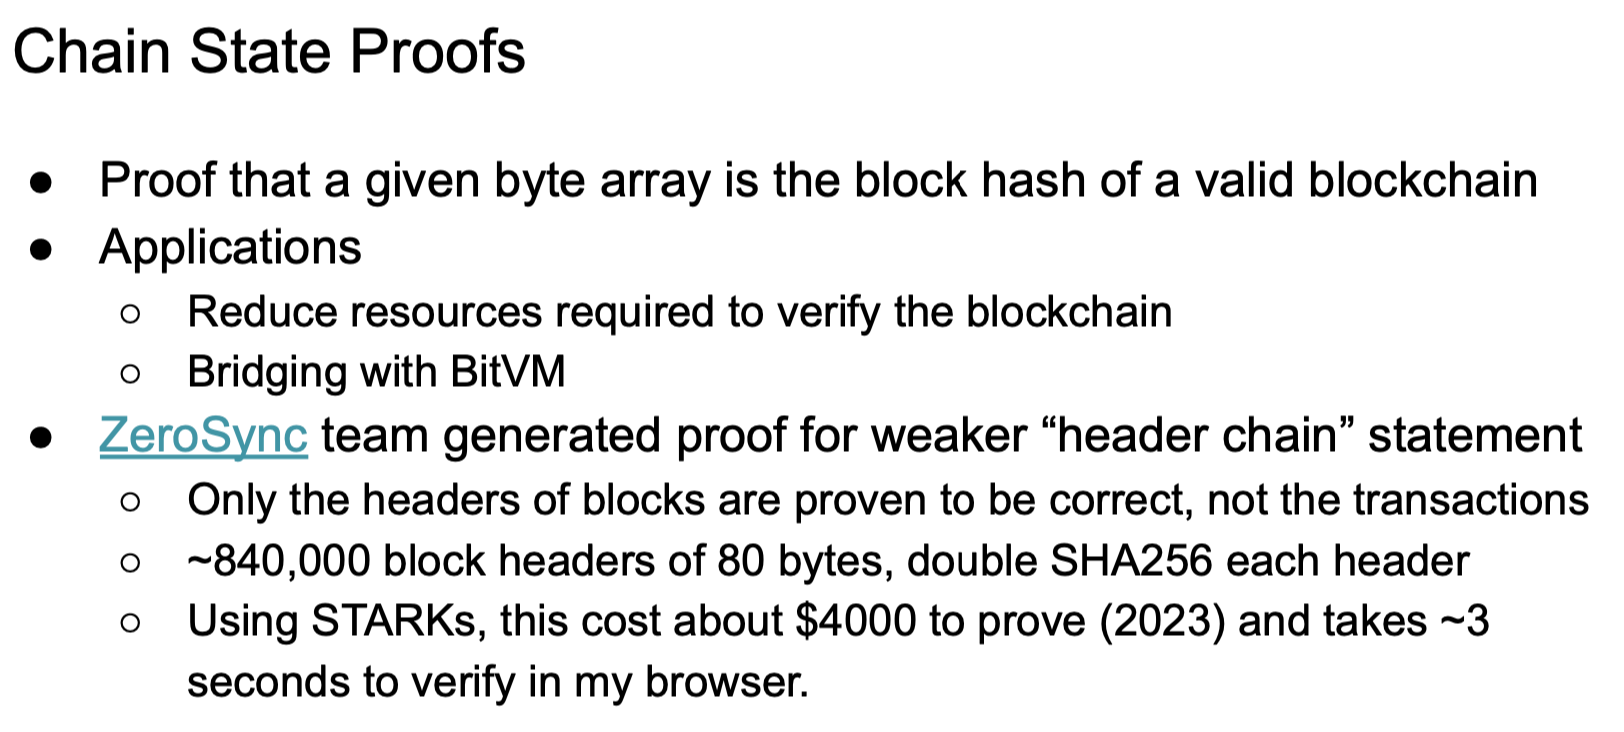 Chain State Proofs
● Proof that a given byte array is the block hash of a valid blockchain
● Applications
○ Reduce resources required to verify the blockchain
○ Bridging with BitVM
● ZeroSync team generated proof for weaker “header chain” statement
○ Only the headers of blocks are proven to be correct, not the transactions
○ ~840,000 block headers of 80 bytes, double SHA256 each header
○ Using STARKs, this cost about $4000 to prove (2023) and takes ~3
seconds to verify in my browser.